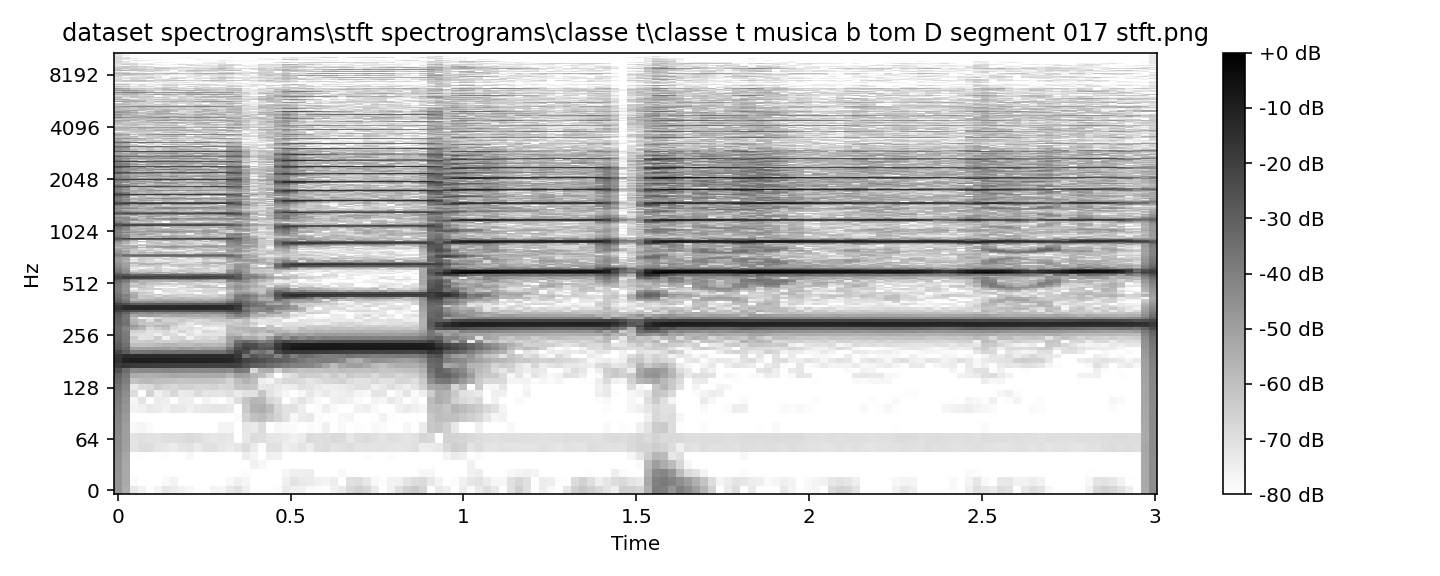 dataset spectrograms\stft spectrograms\classe t\classe t musica b tom D segment 017 stft.png
8192
4096
2048
1024
512
256
128
64
0
Hz
0
0.5
1
1.5
2
2.5
3
Time
+0 dB
-10 dB
-20 dB
-30 dB
-40 dB
-50 dB
-60 dB
-70 dB
-80 dB